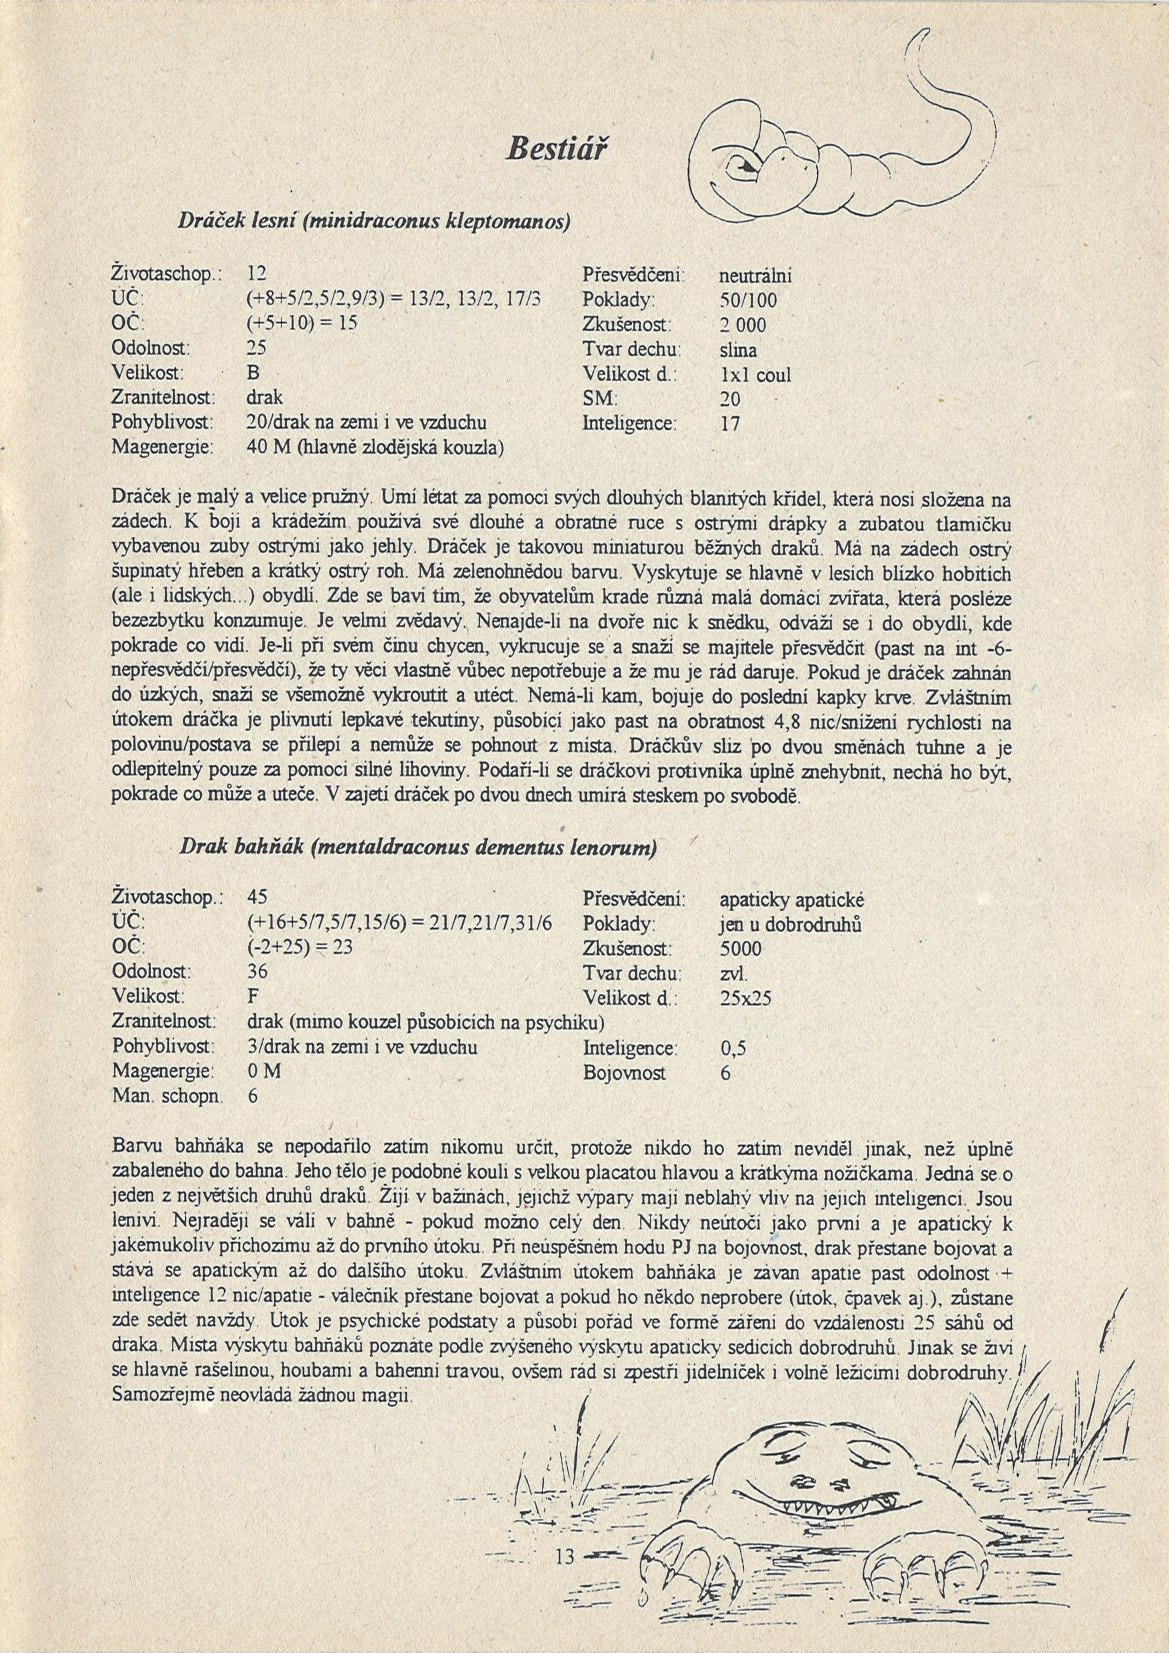 Bestiář
Dráček lesní (minidraconus kleptomanos)
Životaschop.: 12 Přesvědčení: neutrální
ÚČ: (+8+5/2,5/2,9/3) = 13/2, 13/2, 17/3 Poklady: 50/100
OČ: (+5+10) = 15 Zkušenost: 2 000
Odolnost: 25 Tvar dechu: slina
Velikost: B Velikost d.: 1x1 coul
Zranitelnost: drak SM: 20
Pohyblivost: 20/drak na zemi i ve vzduchu Inteligence: 17
Magenergie: 40 M (hlavně zlodějská kouzla)
Dráček je malý a velice pružný. Umí létat za pomoci svých dlouhých blanitých křídel, která nosí složena na
zádech. K boji a krádežím používá své dlouhé a obratné ruce s ostrými drápky a zubatou tlamičku
vybavenou zuby ostrými jako jehly. Dráček je takovou miniaturou běžných draků. Má na zádech ostrý
šupinatý hřeben a krátký ostrý roh. Má zelenohnědou barvu. Vyskytuje se hlavně v lesích blízko hobitích
(ale i lidských...) obydlí. Zde se baví tím, že obyvatelům krade různá malá domácí zvířata, která posléze
bezezbytku konzumuje. Je velmi zvědavý. Nenajde-li na dvoře nic k snědku, odváží se i do obydlí, kde
pokrade co vidí. Je-li při svém činu chycen, vykrucuje se a snaží se majitele přesvědčit (past na int -6-
nepřesvědčí/přesvědčí), že ty věci vlastně vůbec nepotřebuje a že mu je rád daruje. Pokud je dráček zahnán
do úzkých, snaží se všemožně vykroutit a utéct. Nemá-li kam, bojuje do poslední kapky krve. Zvláštním
útokem dráčka je plivnutí lepkavé tekutiny, působící jako past na obratnost 4,8 nic/snížení rychlosti na
polovinu/postava se přilepí a nemůže se pohnout z místa. Dráčkův sliz po dvou směnách tuhne a je
odlepitelný pouze za pomoci silné lihoviny. Podaří-li se dráčkovi protivníka úplně znehybnit, nechá ho být,
pokrade co může a uteče. V zajetí dráček po dvou dnech umírá steskem po svobodě.
Drak bahňák (mentaldraconus dementus lenorum)
Životaschop.: 45 Přesvědčení: apaticky apatické
ÚČ: (+16+5/7,5/7,15/6) = 21/7,21/7,31/6 Poklady: jen u dobrodruhů
OČ: (-2+25) = 23 Zkušenost: 5000
Odolnost: 36 Tvar dechu: zvl.
Velikost: F Velikost d.: 25x25
Zranitelnost: drak (mimo kouzel působících na psychiku)
Pohyblivost: 3/drak na zemi i ve vzduchu Inteligence: 0,5
Magenergie: 0 M Bojovnost 6
Man. schopn. 6
Barvu bahňáka se nepodařilo zatím nikomu určit, protože nikdo ho zatím neviděl jinak, než úplně
zabaleného do bahna. Jeho tělo je podobné kouli s velkou placatou hlavou a krátkýma nožičkama. Jedná se o
jeden z největších druhů draků. Žijí v bažinách, jejichž výpary mají neblahý vliv na jejich inteligenci. Jsou
leniví. Nejraději se válí v bahně - pokud možno celý den. Nikdy neútočí jako první a je apatický k
jakémukoliv příchozímu až do prvního útoku. Při neúspěšném hodu PJ na bojovnost, drak přestane bojovat a
stává se apatickým až do dalšího útoku. Zvláštním útokem bahňáka je závan apatie past odolnost +
inteligence 12 nic/apatie - válečník přestane bojovat a pokud ho někdo neprobere (útok, čpavek aj.), zůstane
zde sedět navždy. Útok je psychické podstaty a působí pořád ve formě záření do vzdálenosti 25 sáhů od
draka. Místa výskytu bahňáků poznáte podle zvýšeného výskytu apaticky sedících dobrodruhů. Jinak se živí
se hlavně rašelinou, houbami a bahenní travou, ovšem rád si zpestří jídelníček i volně ležícími dobrodruhy.
Samozřejmě neovládá žádnou magii.
13